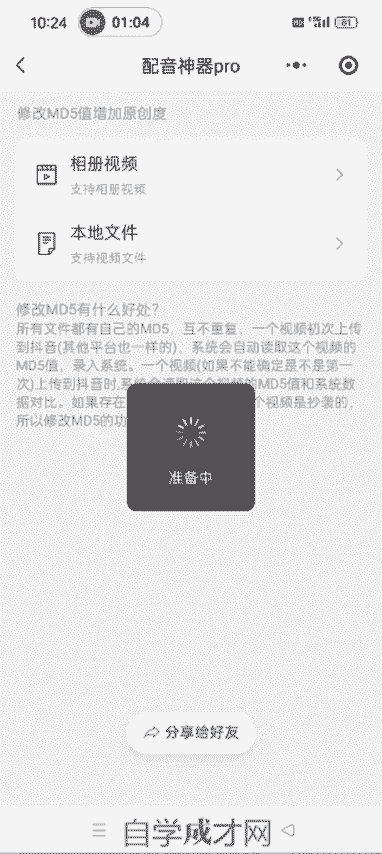 10:24
01:04
81
配音神器pro
修改MD5值增加原创度
相册视频
支持相册视频
本地文件
支持视频文件
修改MD5有什么好处?
所有文件都有自己的MD5，互不重复，一个视频初次上传
到抖音(其他平台也一样的)，系统会自动读取这个视频的
MD5值，录入系统。一个视频(如果不能确定是不是第一
次)上传到抖音时,系统会读取这个视频的MD5值和系统数
据对比。如果存在 个视频是抄袭的，
所以修改MD5的功
准备中
分享给好友
自学成才网